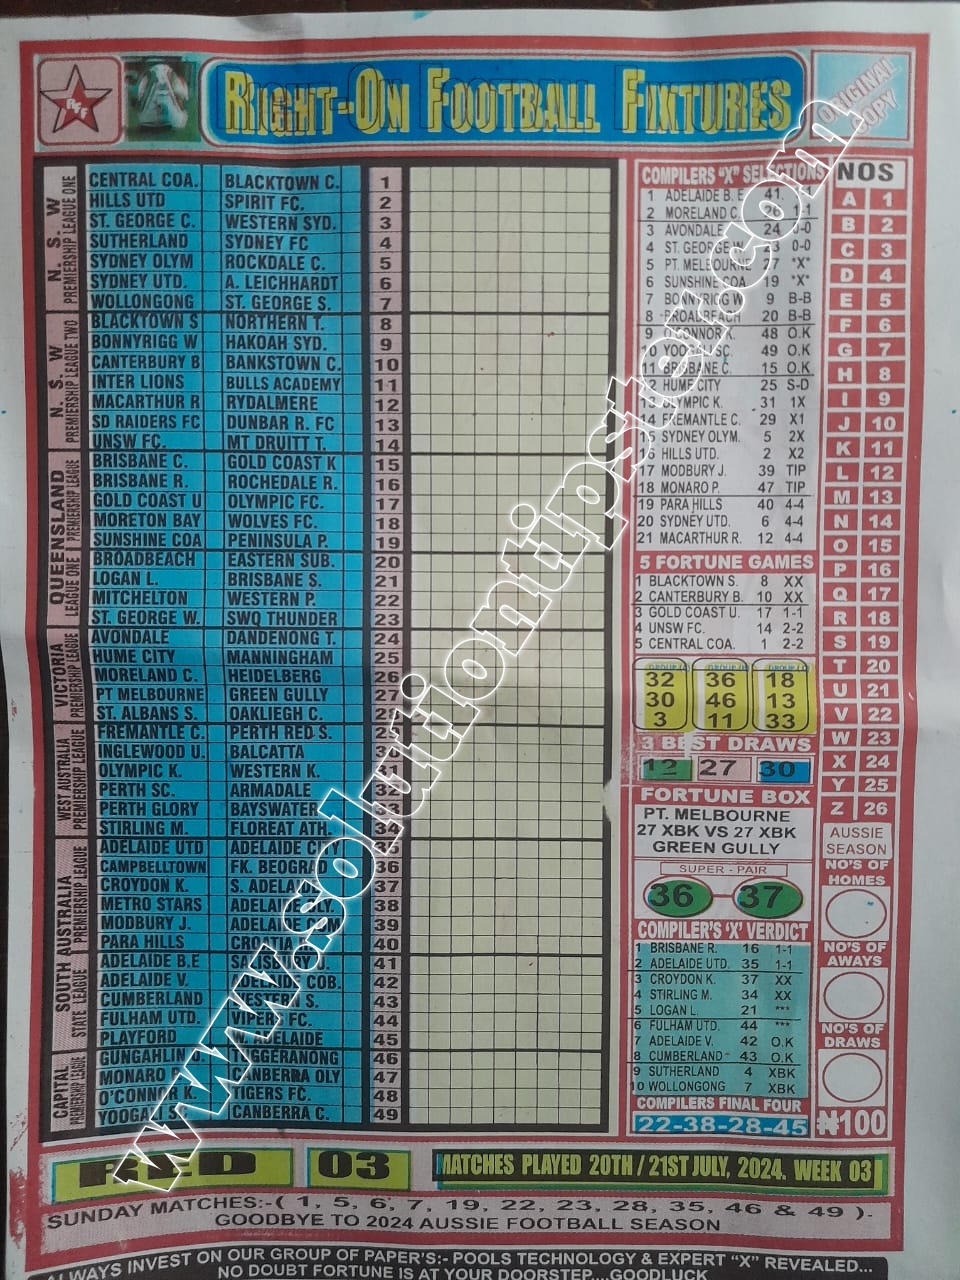 RFF
RIGHT-ON FOOTBALL FIXTURES
ORIGINAL COPY
N. S. W
PREMIERSHIP LEAGUE ONE
CENTRAL COA. BLACKTOWN C. 1
HILLS UTD SPIRIT FC. 2
ST. GEORGE C. WESTERN SYD. 3
SUTHERLAND SYDNEY FC 4
SYDNEY OLYM ROCKDALE C. 5
SYDNEY UTD. A. LEICHHARDT 6
WOLLONGONG ST. GEORGE S. 7
N. S. W
PREMIERSHIP LEAGUE TWO
BLACKTOWN S NORTHERN T. 8
BONNYRIGG W HAKOAH SYD. 9
CANTERBURY B BANKSTOWN C. 10
INTER LIONS BULLS ACADEMY 11
MACARTHUR R RYDALMERE 12
SD RAIDERS FC DUNBAR R. FC 13
UNSW FC. MT DRUITT T. 14
QUEENSLAND
PREMIERSHIP LEAGUE
BRISBANE C. GOLD COAST K 15
BRISBANE R. ROCHEDALE R. 16
GOLD COAST U OLYMPIC FC. 17
MORETON BAY WOLVES FC. 18
SUNSHINE COA PENINSULA P. 19
LEAGUE ONE
BROADBEACH EASTERN SUB. 20
LOGAN L. BRISBANE S. 21
MITCHELTON WESTERN P. 22
ST. GEORGE W. SWQ THUNDER 23
VICTORIA
PREMIERSHIP LEAGUE
AVONDALE DANDENONG T. 24
HUME CITY MANNINGHAM 25
MORELAND C. HEIDELBERG 26
PT MELBOURNE GREEN GULLY 27
ST. ALBANS S. OAKLIEGH C. 28
WEST AUSTRALIA
PREMIERSHIP LEAGUE
FREMANTLE C. PERTH RED S. 29
INGLEWOOD U. BALCATTA 30
OLYMPIC K. WESTERN K. 31
PERTH SC. ARMADALE 32
PERTH GLORY BAYSWATER 33
STIRLING M. FLOREAT ATH. 34
SOUTH AUSTRALIA
PREMIERSHIP LEAGUE
ADELAIDE UTD ADELAIDE CITY 35
CAMPBELLTOWN FK. BEOGRA 36
CROYDON K. S. ADELAI 37
METRO STARS ADELAIDE OLY. 38
MODBURY J. ADELAIDE COM 39
PARA HILLS CROATIA 40
STATE LEAGUE
ADELAIDE B.E SALISBURY U. 41
ADELAIDE V. ADELAIDE COB. 42
CUMBERLAND WESTERN S. 43
FULHAM UTD. VIPERS FC. 44
PLAYFORD W. ADELAIDE 45
CAPITAL
PREMIERSHIP LEAGUE
GUNGAHLIN U. TUGGERANONG 46
MONARO CANBERRA OLY 47
O'CONNOR K. TIGERS FC. 48
YOOGALI SC CANBERRA C. 49
COMPILERS "X" SELECTIONS
1 ADELAIDE B. E 41 1-1
2 MORELAND C. 26 1-1
3 AVONDALE 24 0-0
4 ST. GEORGE W. 23 0-0
5 PT. MELBOURNE 27 "X"
6 SUNSHINE COA 19 "X"
7 BONNYRIGG W 9 B-B
8 BROADBEACH 20 B-B
9 O'CONNOR K. 48 O.K
10 YOOGALI SC. 49 O.K
11 BRISBANE C. 15 O.K
12 HUME CITY 25 S-D
13 OLYMPIC K. 31 1X
14 FREMANTLE C. 29 X1
15 SYDNEY OLYM. 5 2X
16 HILLS UTD. 2 X2
17 MODBURY J. 39 TIP
18 MONARO P. 47 TIP
19 PARA HILLS 40 4-4
20 SYDNEY UTD. 6 4-4
21 MACARTHUR R. 12 4-4
5 FORTUNE GAMES
1 BLACKTOWN S. 8 XX
2 CANTERBURY B. 10 XX
3 GOLD COAST U. 17 1-1
4 UNSW FC. 14 2-2
5 CENTRAL COA. 1 2-2
32 36 18
30 46 13
3 11 33
3 BEST DRAWS
12 27 30
FORTUNE BOX
PT. MELBOURNE
27 XBK VS 27 XBK
GREEN GULLY
SUPER - PAIR
36 - 37
COMPILER'S 'X' VERDICT
1 BRISBANE R. 16 1-1
2 ADELAIDE UTD. 35 1-1
3 CROYDON K. 37 XX
4 STIRLING M. 34 XX
5 LOGAN L. 21 ***
6 FULHAM UTD. 44 ***
7 ADELAIDE V. 42 O.K
8 CUMBERLAND 43 O.K
9 SUTHERLAND 4 XBK
10 WOLLONGONG 7 XBK
COMPILERS FINAL FOUR
22-38-28-45
NOS
A 1
B 2
C 3
D 4
E 5
F 6
G 7
H 8
I 9
J 10
K 11
L 12
M 13
N 14
O 15
P 16
Q 17
R 18
S 19
T 20
U 21
V 22
W 23
X 24
Y 25
Z 26
AUSSIE
SEASON
NO'S OF
HOMES
NO'S OF
AWAYS
NO'S OF
DRAWS
₦100
RED 03 MATCHES PLAYED 20TH / 21ST JULY, 2024. WEEK 03
SUNDAY MATCHES:-( 1, 5, 6, 7, 19, 22, 23, 28, 35, 46 & 49 ).
GOODBYE TO 2024 AUSSIE FOOTBALL SEASON
ALWAYS INVEST ON OUR GROUP OF PAPER'S:- POOLS TECHNOLOGY & EXPERT "X" REVEALED...
NO DOUBT FORTUNE IS AT YOUR DOORSTEP....GOODLUCK
www.solutiontipster.com